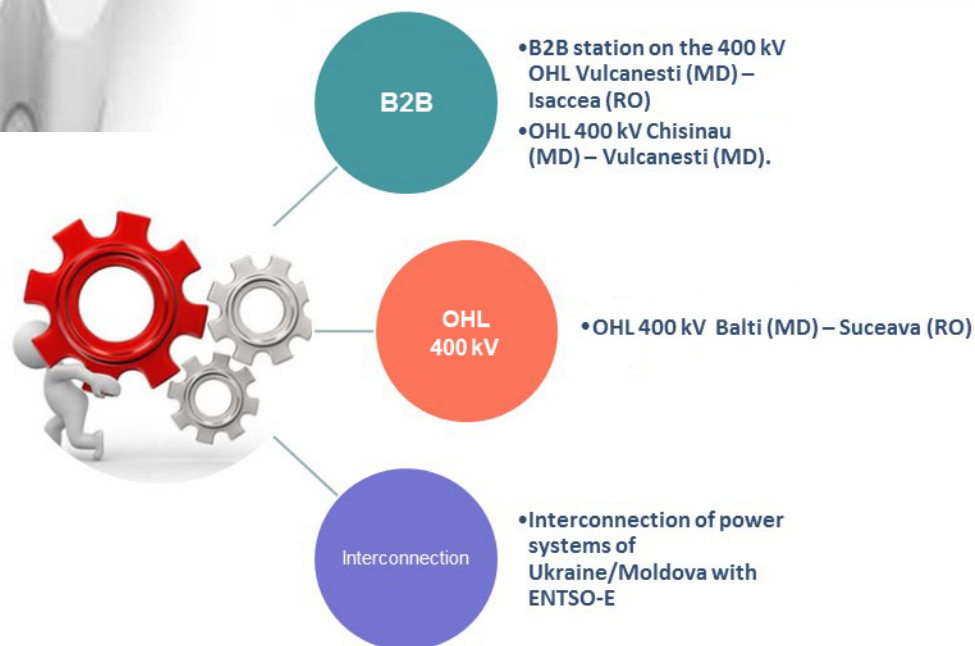 B2B
•B2B station on the 400 kV
OHL Vulcanesti (MD) –
Isaccea (RO)
•OHL 400 kV Chisinau
(MD) – Vulcanesti (MD).
OHL
400 kV
•OHL 400 kV  Balti (MD) – Suceava (RO)
Interconnection
•Interconnection of power
systems of
Ukraine/Moldova with
ENTSO-E